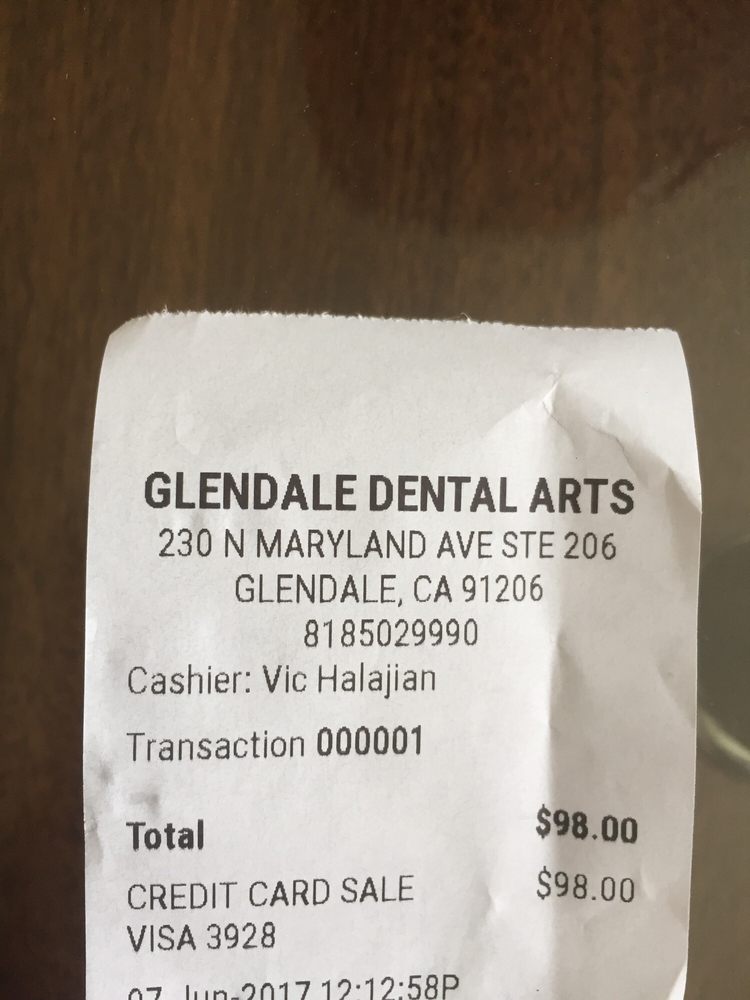 GLENDALE DENTAL ARTS
230 N MARYLAND AVE STE 206
GLENDALE, CA 91206
8185029990
Cashier: Vic Halajian
Transaction 000001
Total $98.00
CREDIT CARD SALE $98.00
VISA 3928
07-Jun-2017 12:12:58P